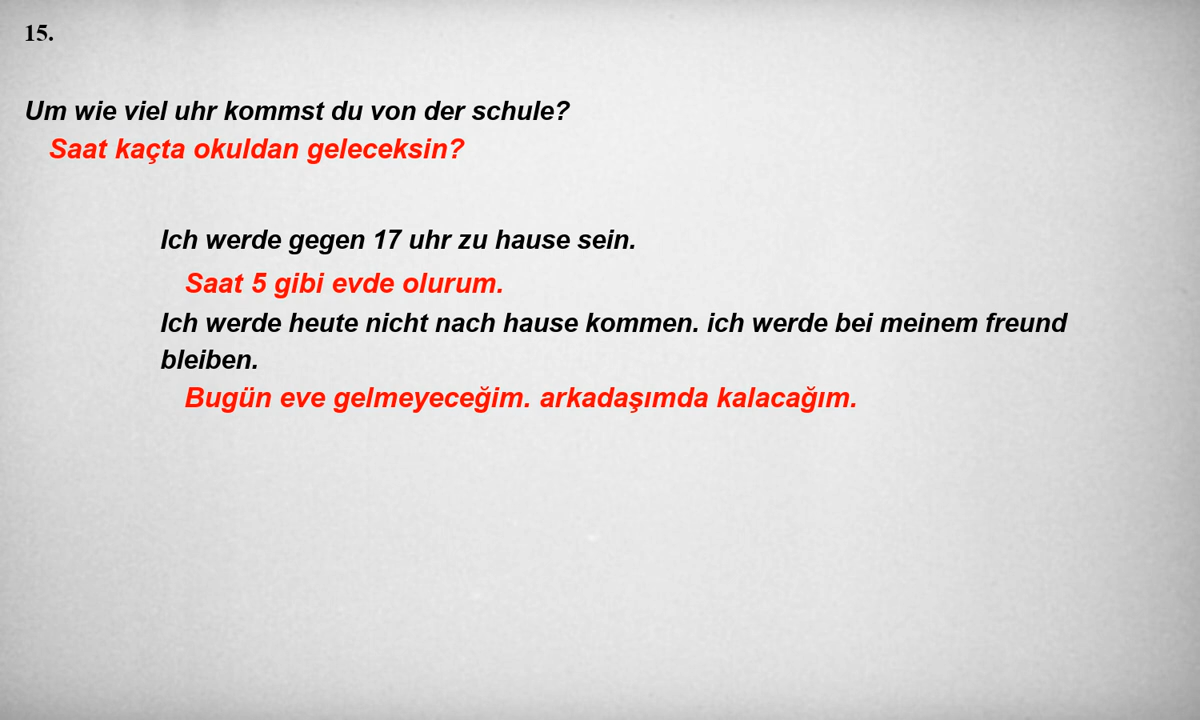 15.
Um wie viel uhr kommst du von der schule?
Saat kaçta okuldan geleceksin?
Ich werde gegen 17 uhr zu hause sein.
Saat 5 gibi evde olurum.
Ich werde heute nicht nach hause kommen. ich werde bei meinem freund
bleiben.
Bugün eve gelmeyeceğim. arkadaşımda kalacağım.